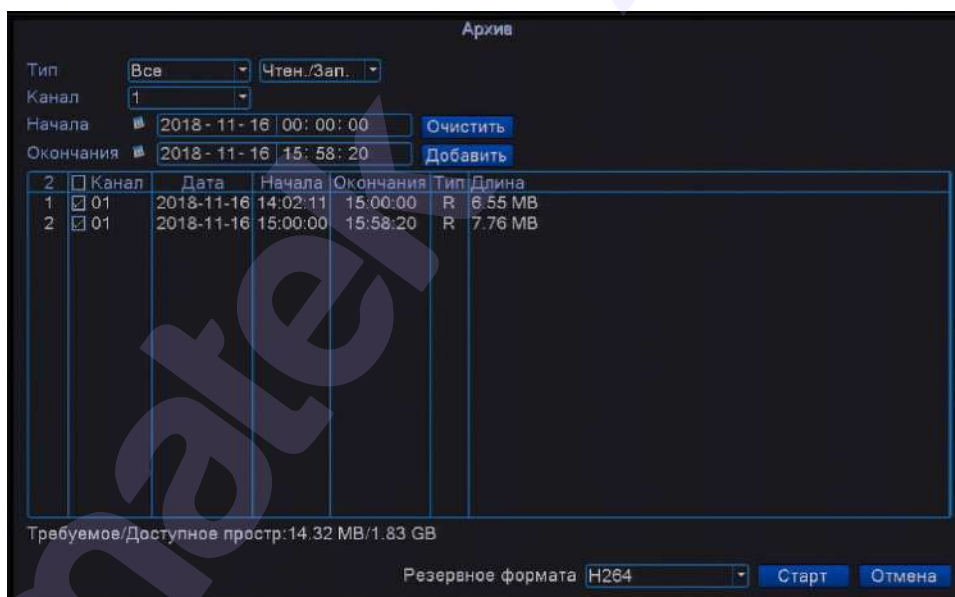 Архив
Тип Все Чтен./Зап.
Канал 1
Начала 2018-11-16 00:00:00 Очистить
Окончания 2018-11-16 15:58:20 Добавить
2 Канал Дата Начала Окончания Тип Длина
1 01 2018-11-16 14:02:11 15:00:00 R 6.55 MB
2 01 2018-11-16 15:00:00 15:58:20 R 7.76 MB
Требуемое/Доступное простр:14.32 MB/1.83 GB
Резервное формата H264 Старт Отмена
matek